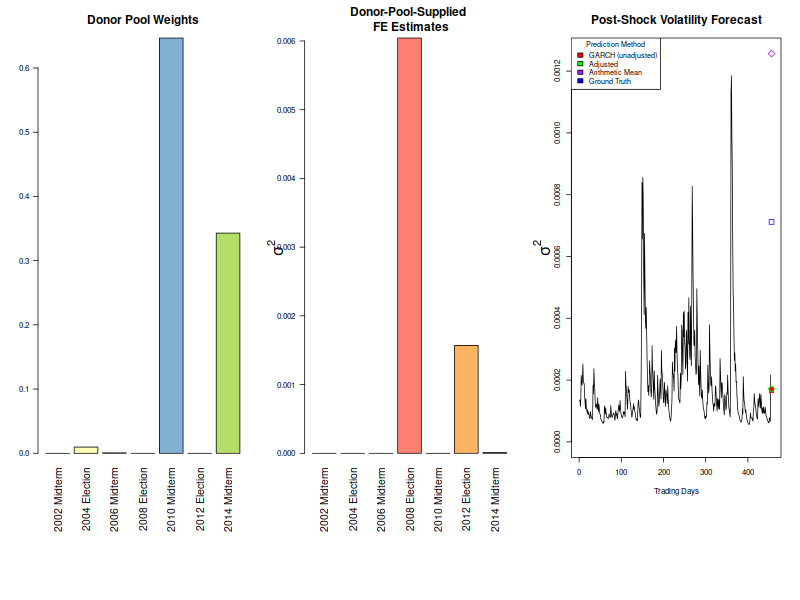 Donor Pool Weights
0.0
0.1
0.2
0.3
0.4
0.5
0.6
2002 Midterm
2004 Election
2006 Midterm
2008 Election
2010 Midterm
2012 Election
2014 Midterm
Donor-Pool-Supplied
FE Estimates
σ²
0.000
0.001
0.002
0.003
0.004
0.005
0.006
2002 Midterm
2004 Election
2006 Midterm
2008 Election
2010 Midterm
2012 Election
2014 Midterm
Post-Shock Volatility Forecast
Prediction Method
GARCH (unadjusted)
Adjusted
Arithmetic Mean
Ground Truth
σ²
0.0000
0.0002
0.0004
0.0006
0.0008
0.0010
0.0012
0
100
200
300
400
Trading Days